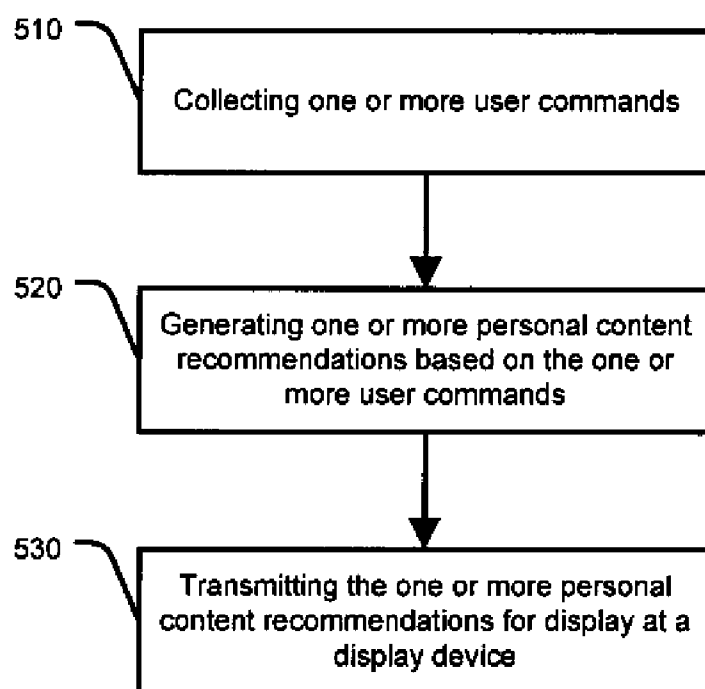 510
Collecting one or more user commands
520
Generating one or more personal content
recommendations based on the one or
more user commands
530
Transmitting the one or more personal
content recommendations for display at a
display device